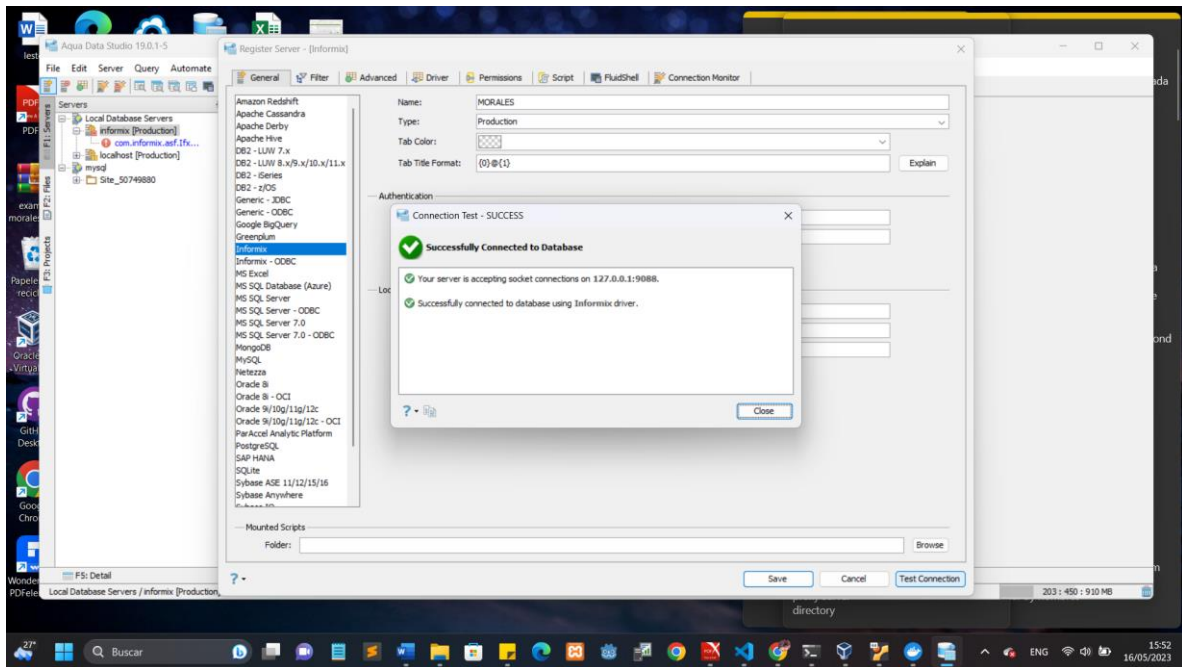 Aqua Data Studio 19.0.1-5
File Edit Server Query Automate
F1: Servers
F2: Files
F3: Projects
Servers
Local Database Servers
informix [Production]
com.informix.asf.Ifx...
localhost [Production]
mysql
Site_50749880
F5: Detail
Local Database Servers / informix [Production
Register Server - [Informix]
General Filter Advanced Driver Permissions Script FluidShell Connection Monitor
Amazon Redshift
Apache Cassandra
Apache Derby
Apache Hive
DB2 - LUW 7.x
DB2 - LUW 8.x/9.x/10.x/11.x
DB2 - iSeries
DB2 - z/OS
Generic - JDBC
Generic - ODBC
Google BigQuery
Greenplum
Informix
Informix - ODBC
MS Excel
MS SQL Database (Azure)
MS SQL Server
MS SQL Server - ODBC
MS SQL Server 7.0
MS SQL Server 7.0 - ODBC
MongoDB
MySQL
Netezza
Oracle 8i
Oracle 8i - OCI
Oracle 9i/10g/11g/12c
Oracle 9i/10g/11g/12c - OCI
ParAccel Analytic Platform
PostgreSQL
SAP HANA
SQLite
Sybase ASE 11/12/15/16
Sybase Anywhere
Name: MORALES
Type: Production
Tab Color:
Tab Title Format: {0}@{1} Explain
Authentication
Loc
Connection Test - SUCCESS
Successfully Connected to Database
Your server is accepting socket connections on 127.0.0.1:9088.
Successfully connected to database using Informix driver.
Close
Mounted Scripts
Folder: Browse
Save Cancel Test Connection
203 : 450 : 910 MB
directory
27°
Buscar
ENG
15:52
16/05/2023